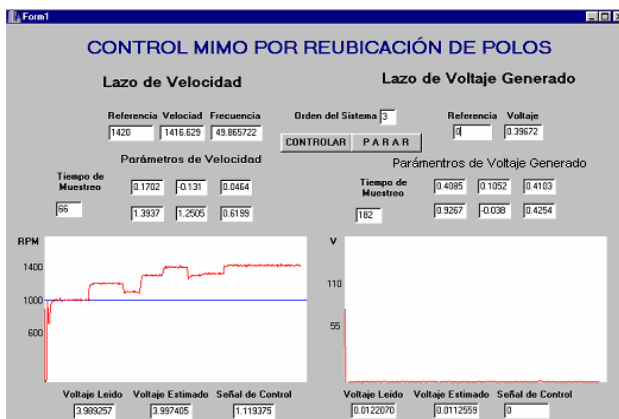 Form1
CONTROL MIMO POR REUBICACIÓN DE POLOS
Lazo de Velocidad
Lazo de Voltaje Generado
Referencia Velociad Frecuencia
1420 1416.629 49.865722
Orden del Sistema 3
CONTROLAR P A R A R
Referencia Voltaje
0 0.39672
Parámetros de Velocidad
Tiempo de Muestreo
66
0.1702 -0.131 0.0464
1.3937 1.2505 0.6199
Parámentros de Voltaje Generado
Tiempo de Muestreo
182
0.4085 0.1052 0.4103
0.9267 -0.038 0.4254
RPM
1400
1000
600
V
110
55
Voltaje Leido Voltaje Estimado Señal de Control
3.989257 3.997405 1.119375
Voltaje Leido Voltaje Estimado Señal de Control
0.0122070 0.0112559 0